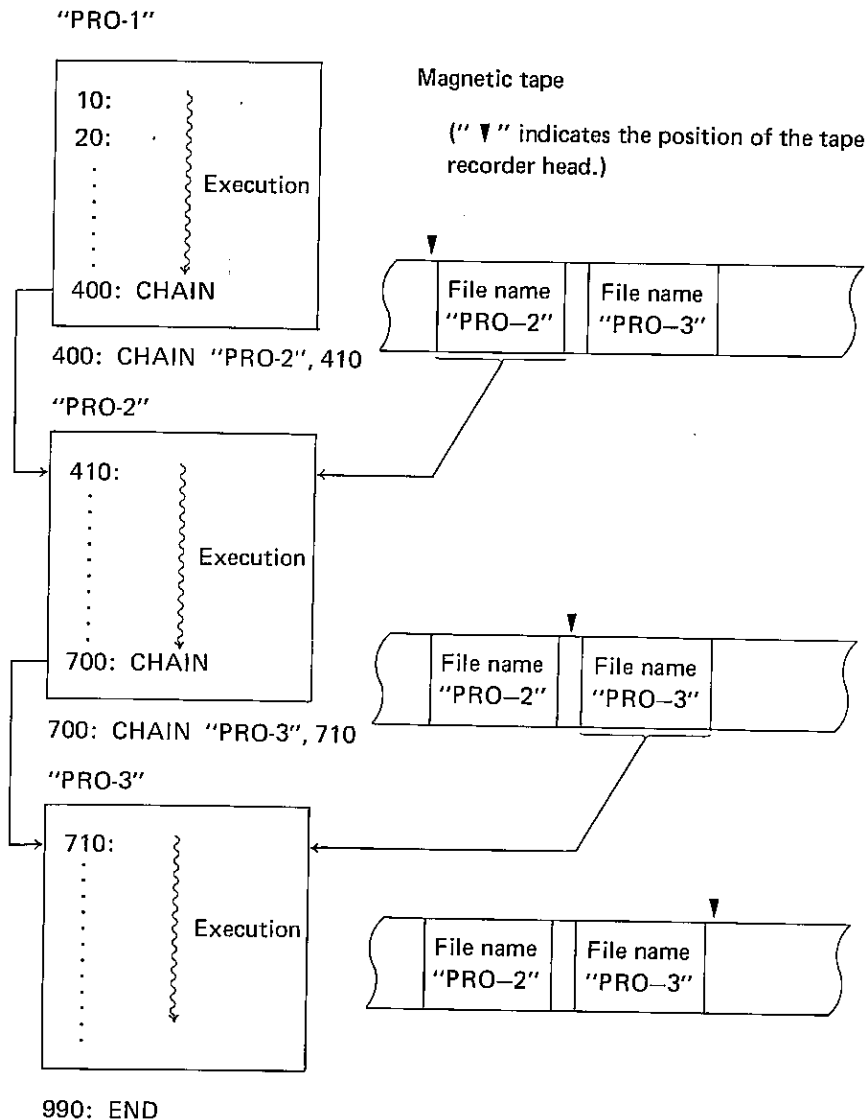 "PRO-1"
10:
20:
Execution
400: CHAIN
Magnetic tape
("▼" indicates the position of the tape
recorder head.)
▼
File name
"PRO–2"
File name
"PRO–3"
400: CHAIN "PRO-2", 410
"PRO-2"
410:
Execution
700: CHAIN
▼
File name
"PRO–2"
File name
"PRO–3"
700: CHAIN "PRO-3", 710
"PRO-3"
710:
Execution
▼
File name
"PRO–2"
File name
"PRO–3"
990: END